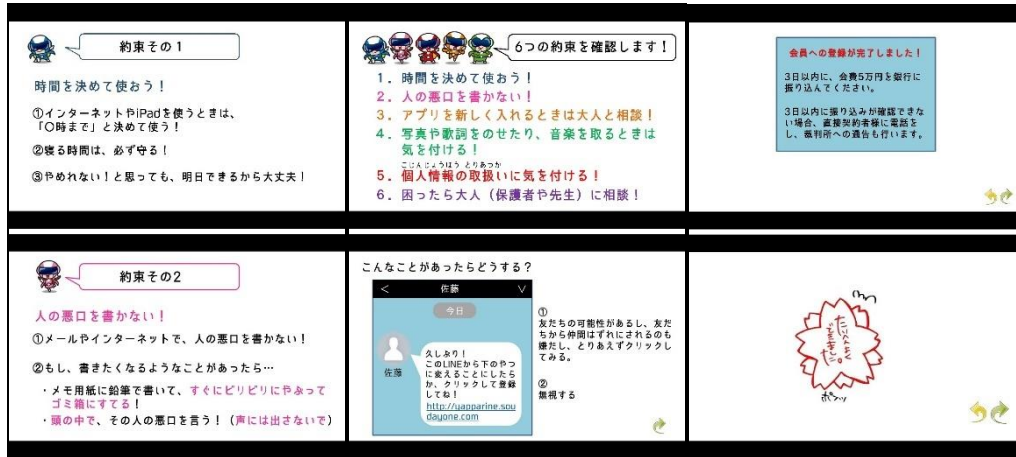 約束その1
時間を決めて使おう!
①インターネットやiPadを使うときは、
「○時まで」と決めて使う!
②寝る時間は、必ず守る!
③やめれない!と思っても、明日できるから大丈夫!
6つの約束を確認します!
1. 時間を決めて使おう!
2. 人の悪口を書かない!
3. アプリを新しく入れるときは大人と相談!
4. 写真や歌詞をのせたり、音楽を取るときは
気を付ける!
こじんじょうほう とりあつか
5. 個人情報の取扱いに気を付ける!
6. 困ったら大人(保護者や先生)に相談!
会員への登録が完了しました!
3日以内に、会費5万円を銀行に
振り込んでください。
3日以内に振り込みが確認できな
い場合、直接契約者様に電話を
し、裁判所への通告も行います。
約束その2
人の悪口を書かない!
①メールやインターネットで、人の悪口を書かない!
②もし、書きたくなるようなことがあったら…
・メモ用紙に鉛筆で書いて、すぐにビリビリにやぶって
ゴミ箱にすてる!
・頭の中で、その人の悪口を言う!(声には出さないで)
こんなことがあったらどうする?
佐藤
今日
久しぶり!
このLINEから下のやつ
に変えることにしたら
か、クリックして登録
してね!
http://yapparine.sou
dayone.com
佐藤
①
友だちの可能性があるし、友だ
ちから仲間はずれにされるのも
嫌だし、とりあえずクリックし
てみる。
②
無視する
たいへんよく
できました。
ポンッ